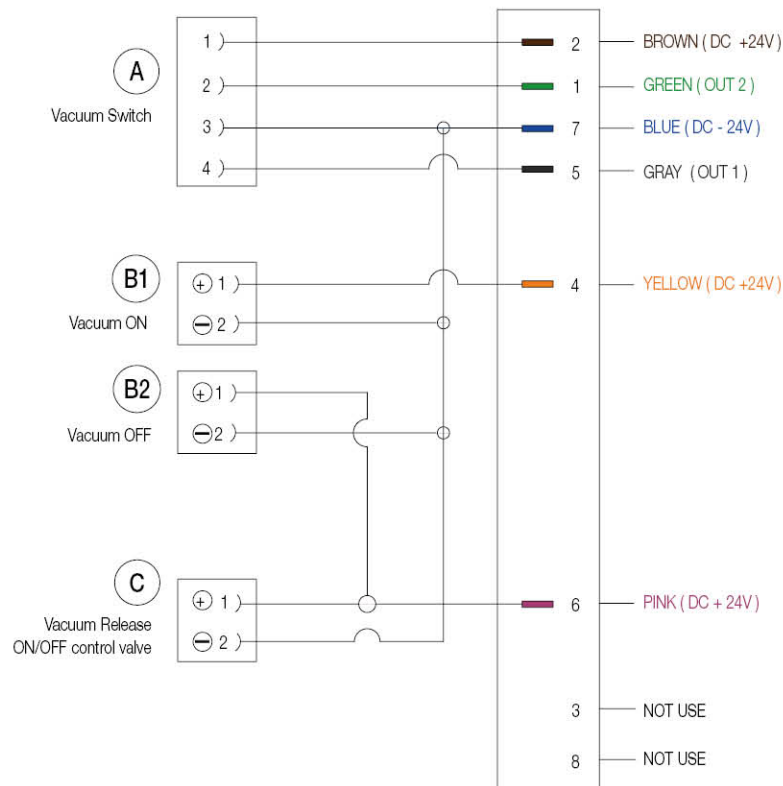 A
Vacuum Switch
1
2
3
4
2 BROWN ( DC +24V )
1 GREEN ( OUT 2 )
7 BLUE ( DC - 24V )
5 GRAY ( OUT 1 )
B1
Vacuum ON
+ 1
− 2
4 YELLOW ( DC +24V )
B2
Vacuum OFF
+ 1
− 2
C
Vacuum Release
ON/OFF control valve
+ 1
− 2
6 PINK ( DC + 24V )
3 NOT USE
8 NOT USE